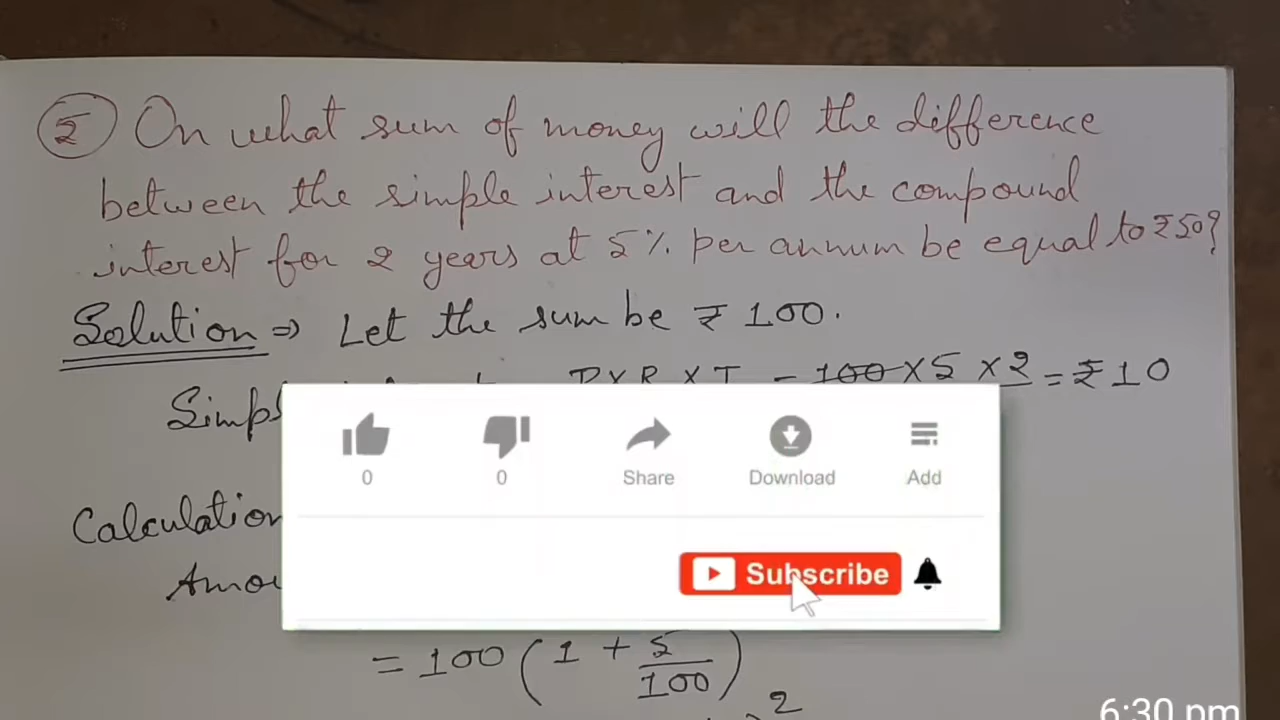 2 On what sum of money will the difference
between the simple interest and the compound
interest for 2 years at 5% per annum be equal to ₹50?
Solution ⇒ Let the sum be ₹ 100.
P×R×T = 100×5×2 = ₹10
0
0
Share
Download
Add
Calculation
Subscribe
= 100 (1 + 5/100)
2
6:30 pm